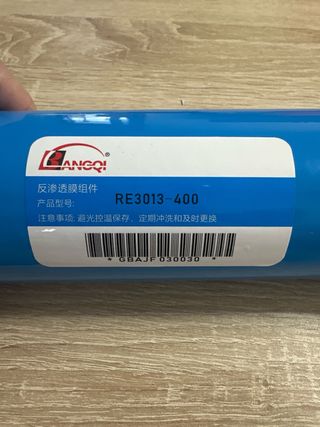 LANGQI
反渗透膜组件
产品型号: RE3013-400
注意事项: 避光控温保存、定期冲洗和及时更换
*GBAJF030030*